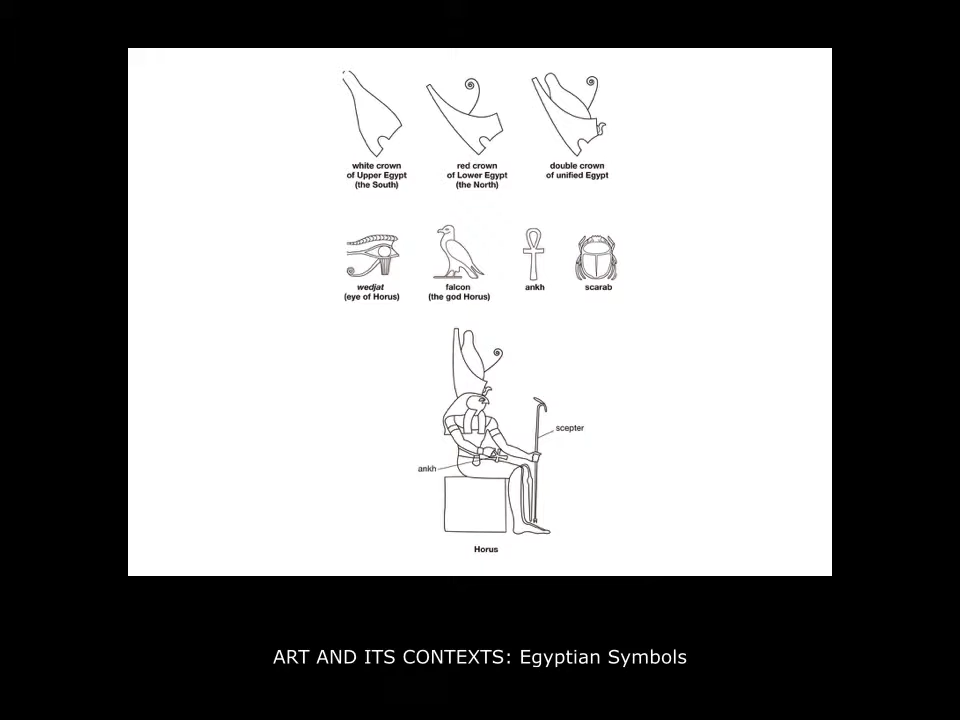 white crown
of Upper Egypt
(the South)
red crown
of Lower Egypt
(the North)
double crown
of unified Egypt
wedjat
(eye of Horus)
falcon
(the god Horus)
ankh
scarab
scepter
ankh
Horus
ART AND ITS CONTEXTS: Egyptian Symbols